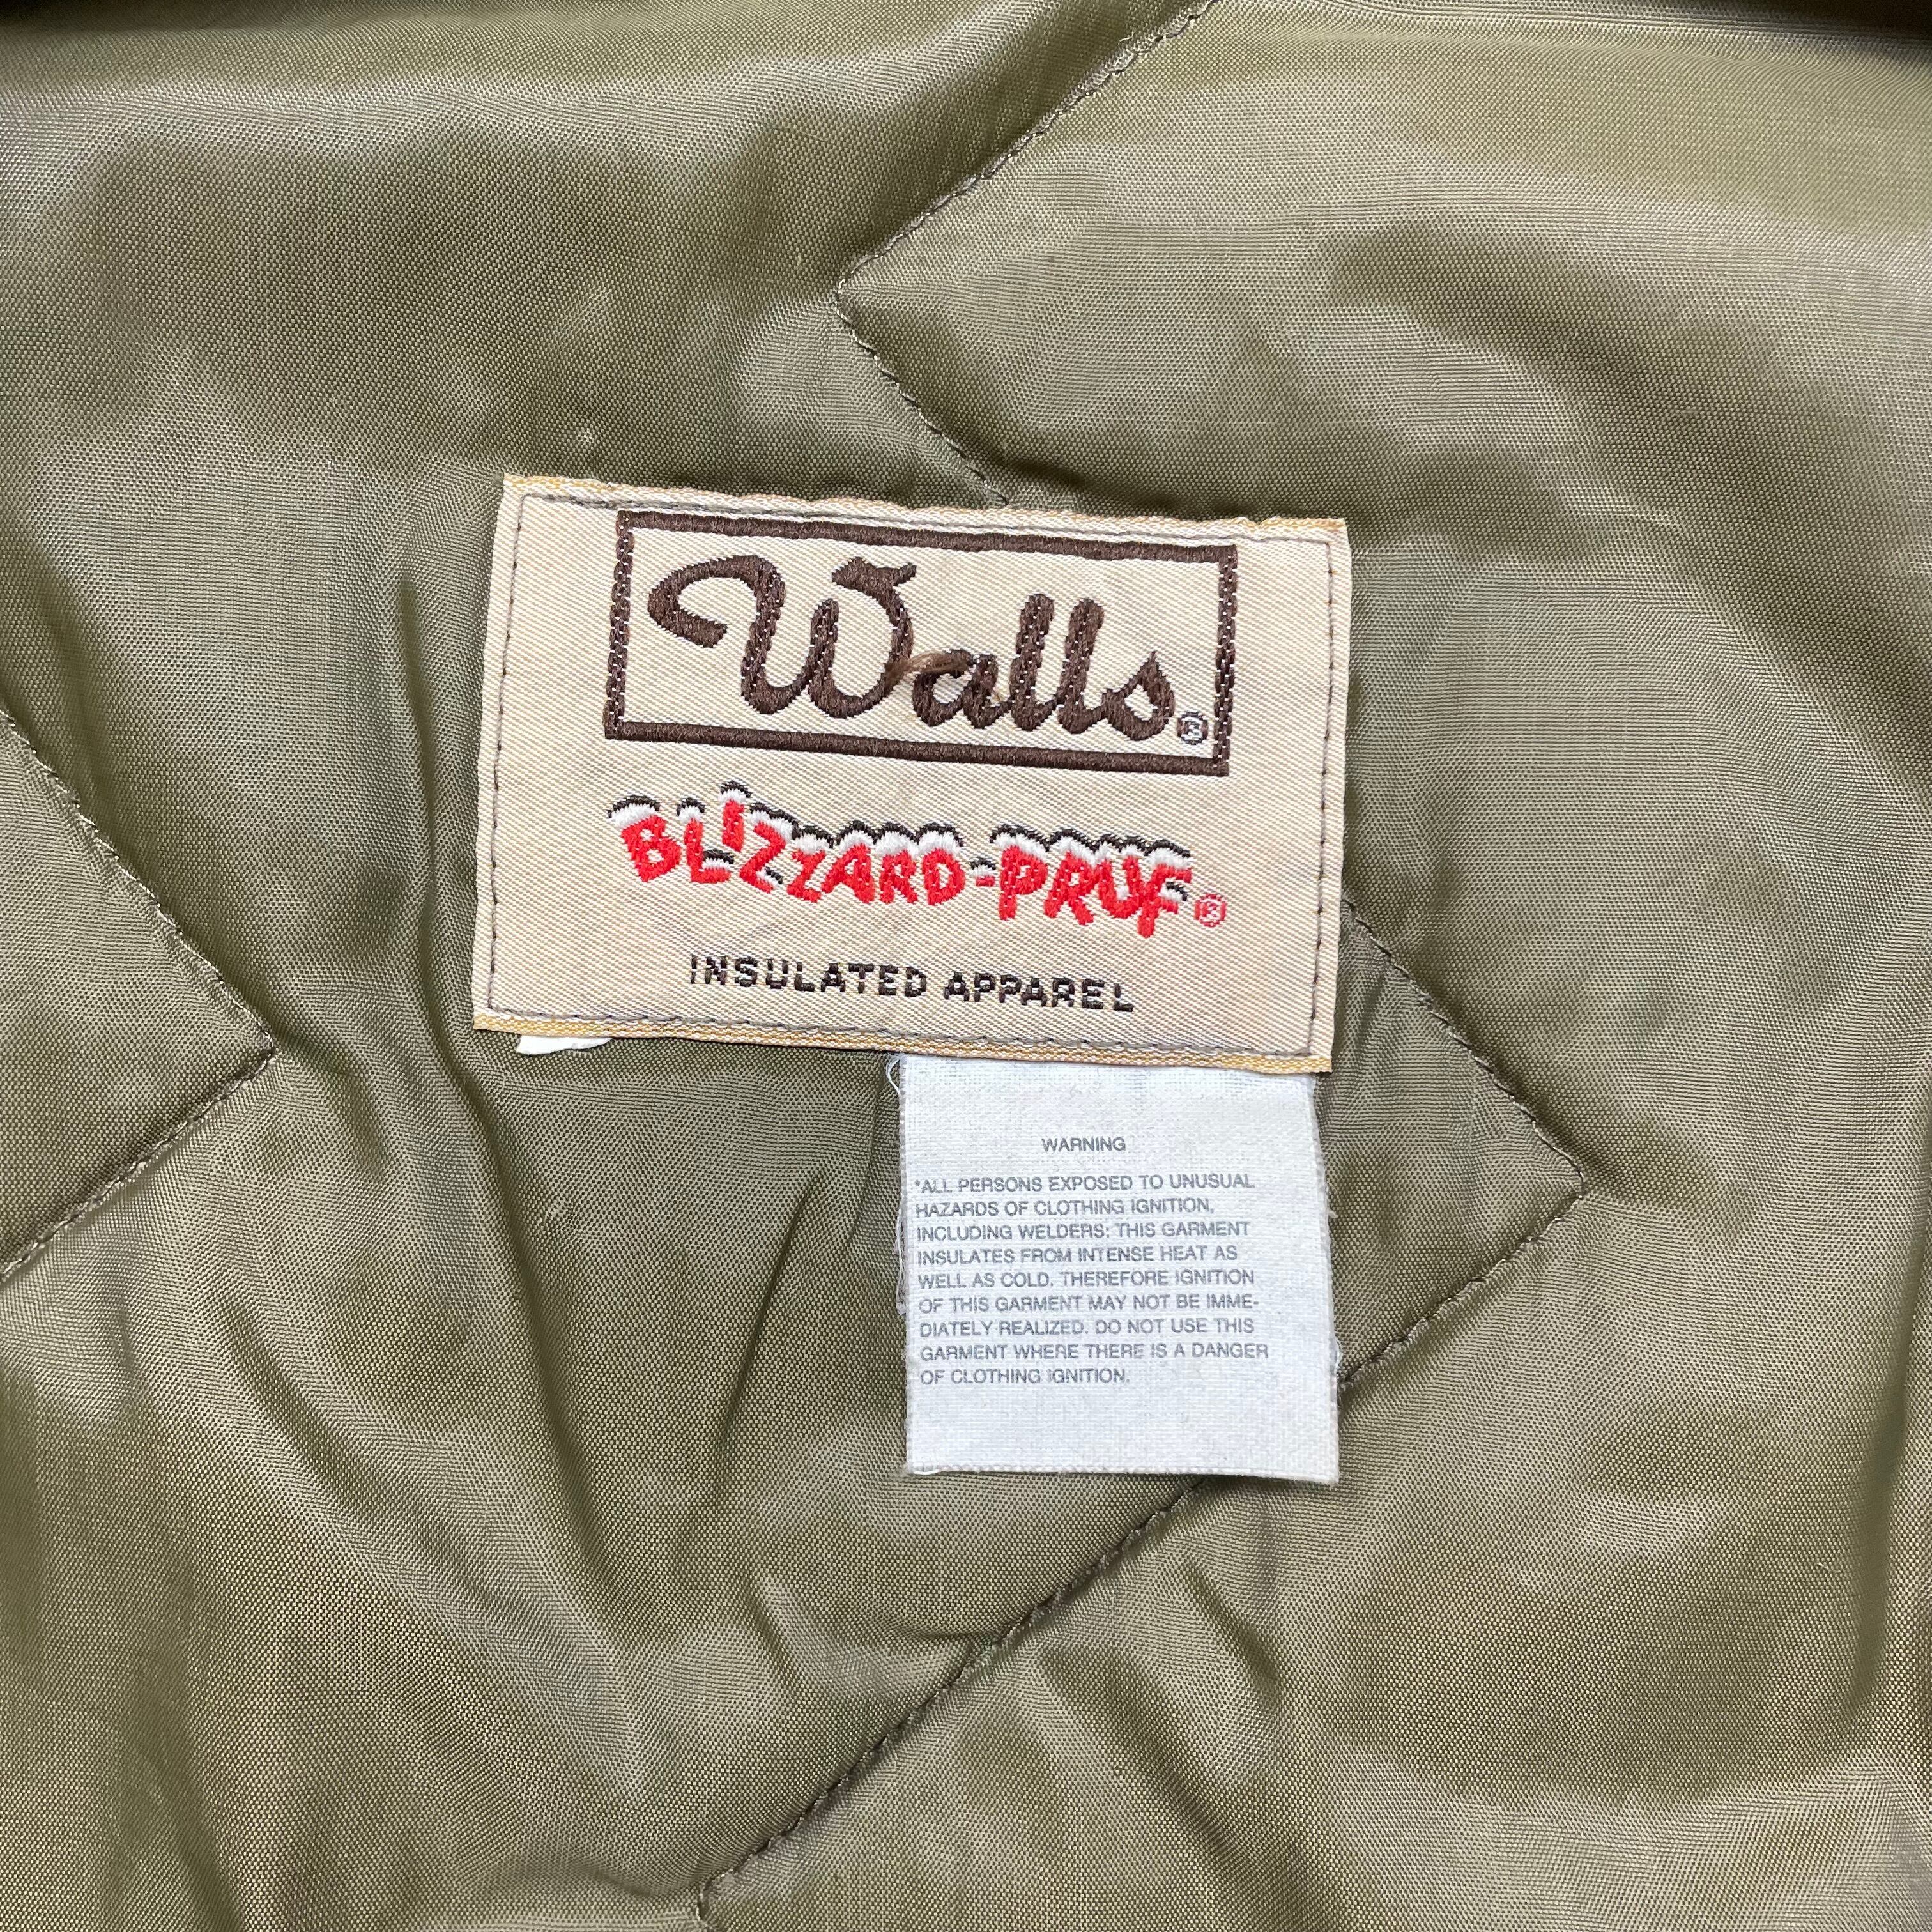 Walls®
BLIZZARD-PRUF®
INSULATED APPAREL
WARNING
*ALL PERSONS EXPOSED TO UNUSUAL
HAZARDS OF CLOTHING IGNITION,
INCLUDING WELDERS: THIS GARMENT
INSULATES FROM INTENSE HEAT AS
WELL AS COLD, THEREFORE IGNITION
OF THIS GARMENT MAY NOT BE IMME-
DIATELY REALIZED. DO NOT USE THIS
GARMENT WHERE THERE IS A DANGER
OF CLOTHING IGNITION.